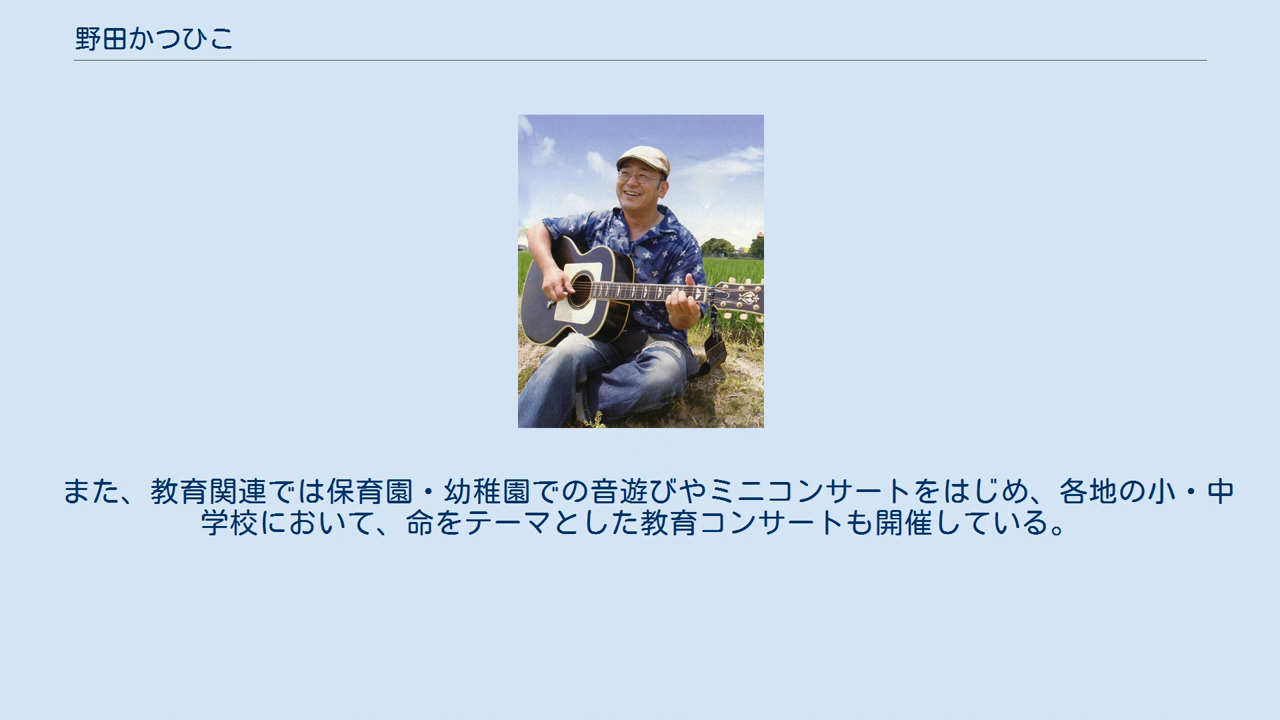 野田かつひこ
また、教育関連では保育園・幼稚園での音遊びやミニコンサートをはじめ、各地の小・中
学校において、命をテーマとした教育コンサートも開催している。